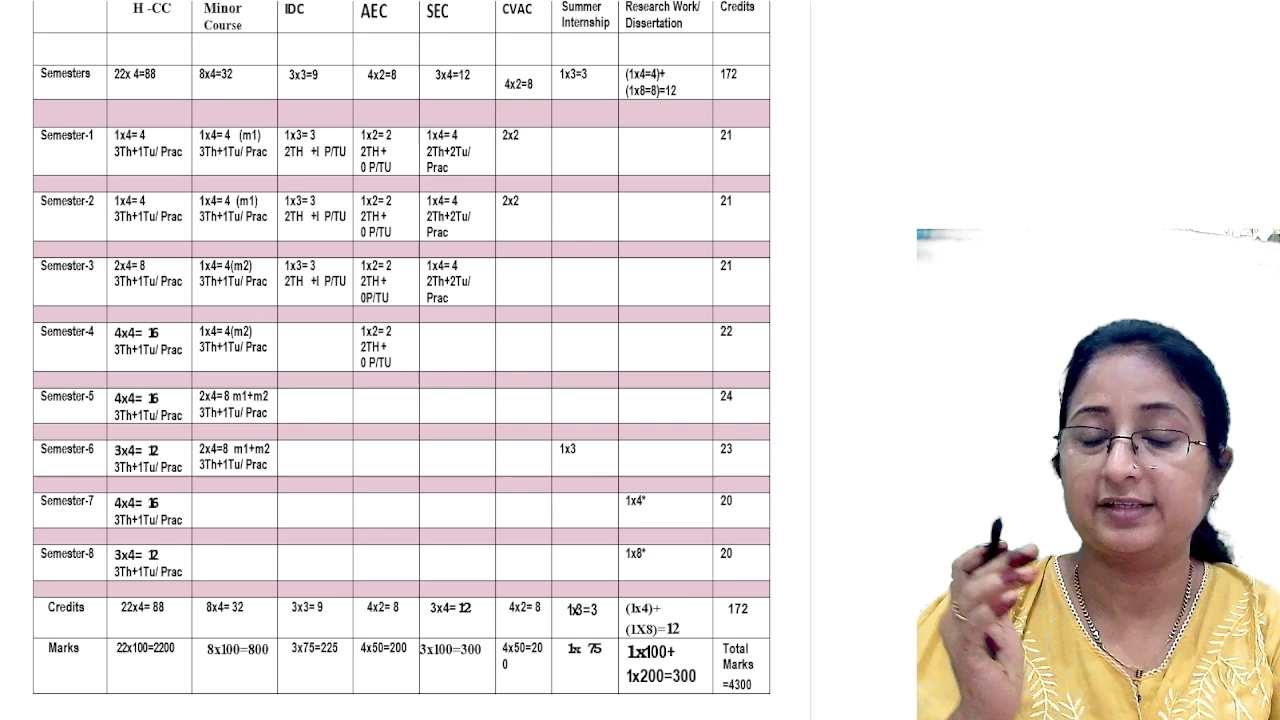 H -CC
Minor
Course
IDC
AEC
SEC
CVAC
Summer
Internship
Research Work/
Dissertation
Credits
Semesters
22x 4=88
8x4=32
3x3=9
4x2=8
3x4=12
4x2=8
1x3=3
(1x4=4)+
(1x8=8)=12
172
Semester-1
1x4= 4
3Th+1Tu/ Prac
1x4= 4 (m1)
3Th+1Tu/ Prac
1x3= 3
2TH +I P/TU
1x2= 2
2TH +
0 P/TU
1x4= 4
2Th+2Tu/
Prac
2x2
21
Semester-2
1x4= 4
3Th+1Tu/ Prac
1x4= 4 (m1)
3Th+1Tu/ Prac
1x3= 3
2TH +I P/TU
1x2= 2
2TH +
0 P/TU
1x4= 4
2Th+2Tu/
Prac
2x2
21
Semester-3
2x4= 8
3Th+1Tu/ Prac
1x4= 4(m2)
3Th+1Tu/ Prac
1x3= 3
2TH +I P/TU
1x2= 2
2TH +
0P/TU
1x4= 4
2Th+2Tu/
Prac
21
Semester-4
4x4= 16
3Th+1Tu/ Prac
1x4= 4(m2)
3Th+1Tu/ Prac
1x2= 2
2TH +
0 P/TU
22
Semester-5
4x4= 16
3Th+1Tu/ Prac
2x4=8 m1+m2
3Th+1Tu/ Prac
24
Semester-6
3x4= 12
3Th+1Tu/ Prac
2x4=8 m1+m2
3Th+1Tu/ Prac
1x3
23
Semester-7
4x4= 16
3Th+1Tu/ Prac
1x4*
20
Semester-8
3x4= 12
3Th+1Tu/ Prac
1x8*
20
Credits
22x4= 88
8x4= 32
3x3= 9
4x2= 8
3x4= 12
4x2= 8
1x3=3
(1x4)+
(1X8)=12
172
Marks
22x100=2200
8x100=800
3x75=225
4x50=200
3x100=300
4x50=20
0
1x 75
1x100+
1x200=300
Total
Marks
=4300